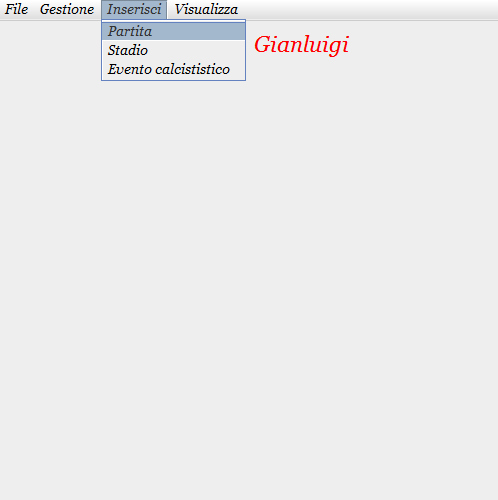 File Gestione Inserisci Visualizza
Partita
Gianluigi
Stadio
Evento calcististico